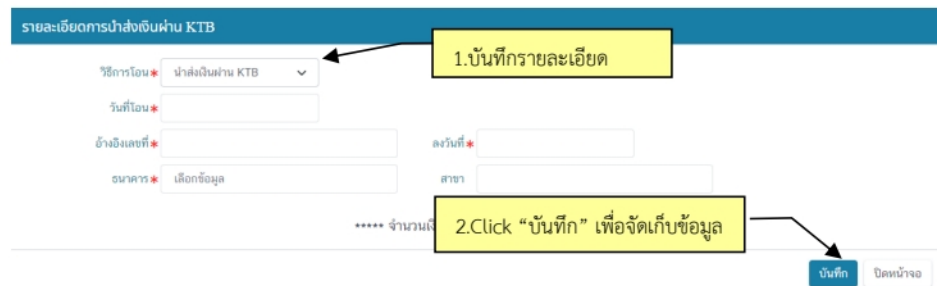 รายละเอียดการนำส่งเงินผ่าน KTB
1.บันทึกรายละเอียด
วิธีการโอน* นำส่งเงินผ่าน KTB
วันที่โอน*
อ้างอิงเลขที่* ลงวันที่*
ธนาคาร* เลือกข้อมูล สาขา
***** จำนวนเ
2.Click “บันทึก” เพื่อจัดเก็บข้อมูล
บันทึก ปิดหน้าจอ